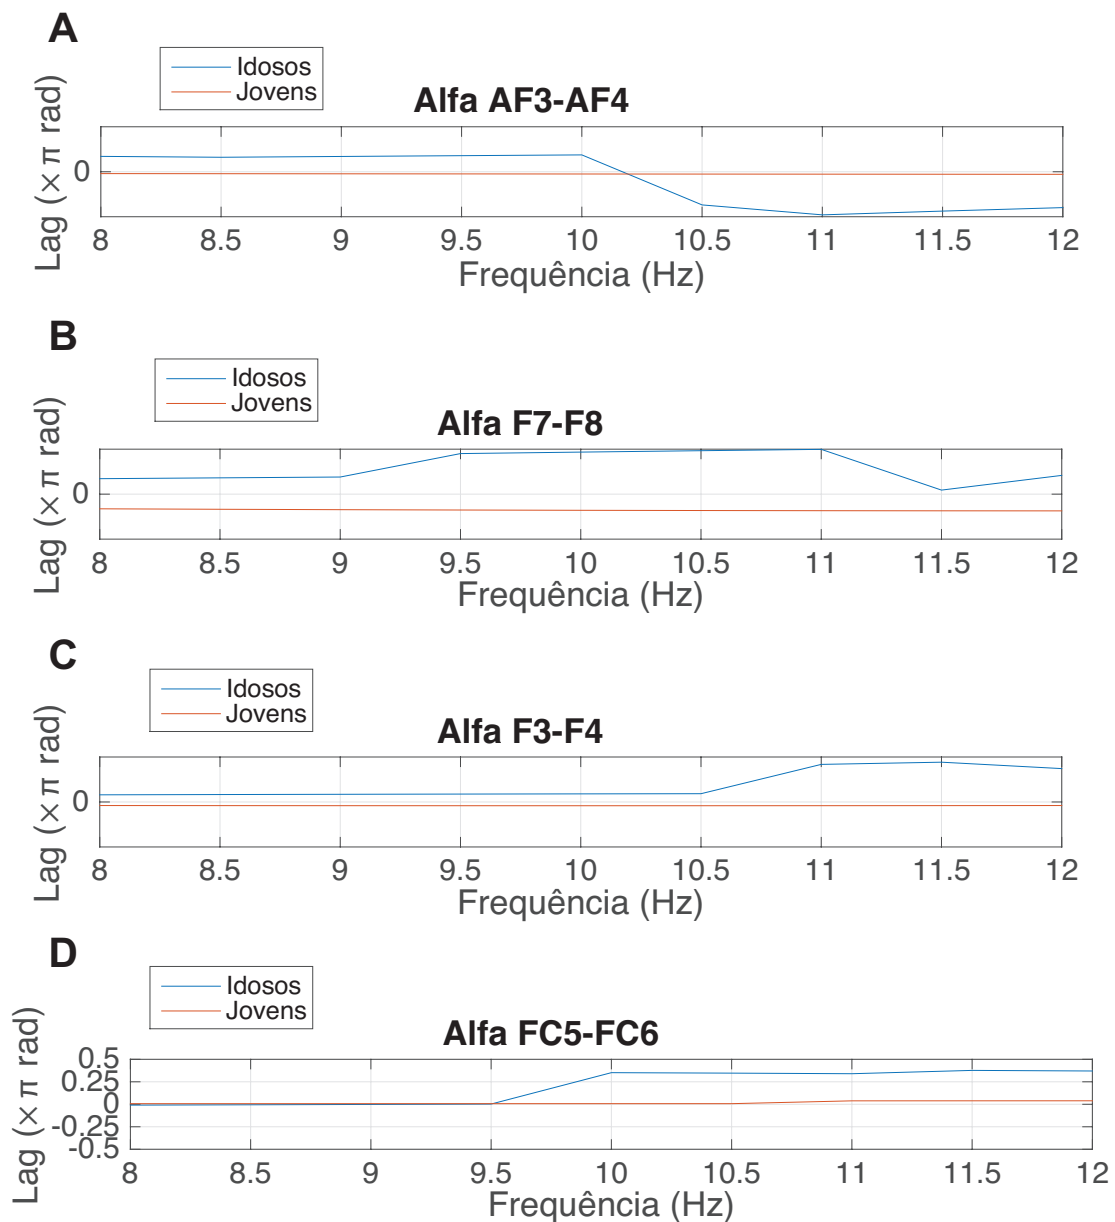 A
Idosos
Jovens
Alfa AF3-AF4
Lag (× π rad)
0
8 8.5 9 9.5 10 10.5 11 11.5 12
Frequência (Hz)
B
Idosos
Jovens
Alfa F7-F8
Lag (× π rad)
0
8 8.5 9 9.5 10 10.5 11 11.5 12
Frequência (Hz)
C
Idosos
Jovens
Alfa F3-F4
Lag (× π rad)
0
8 8.5 9 9.5 10 10.5 11 11.5 12
Frequência (Hz)
D
Idosos
Jovens
Alfa FC5-FC6
Lag (× π rad)
0.5
0.25
0
-0.25
-0.5
8 8.5 9 9.5 10 10.5 11 11.5 12
Frequência (Hz)